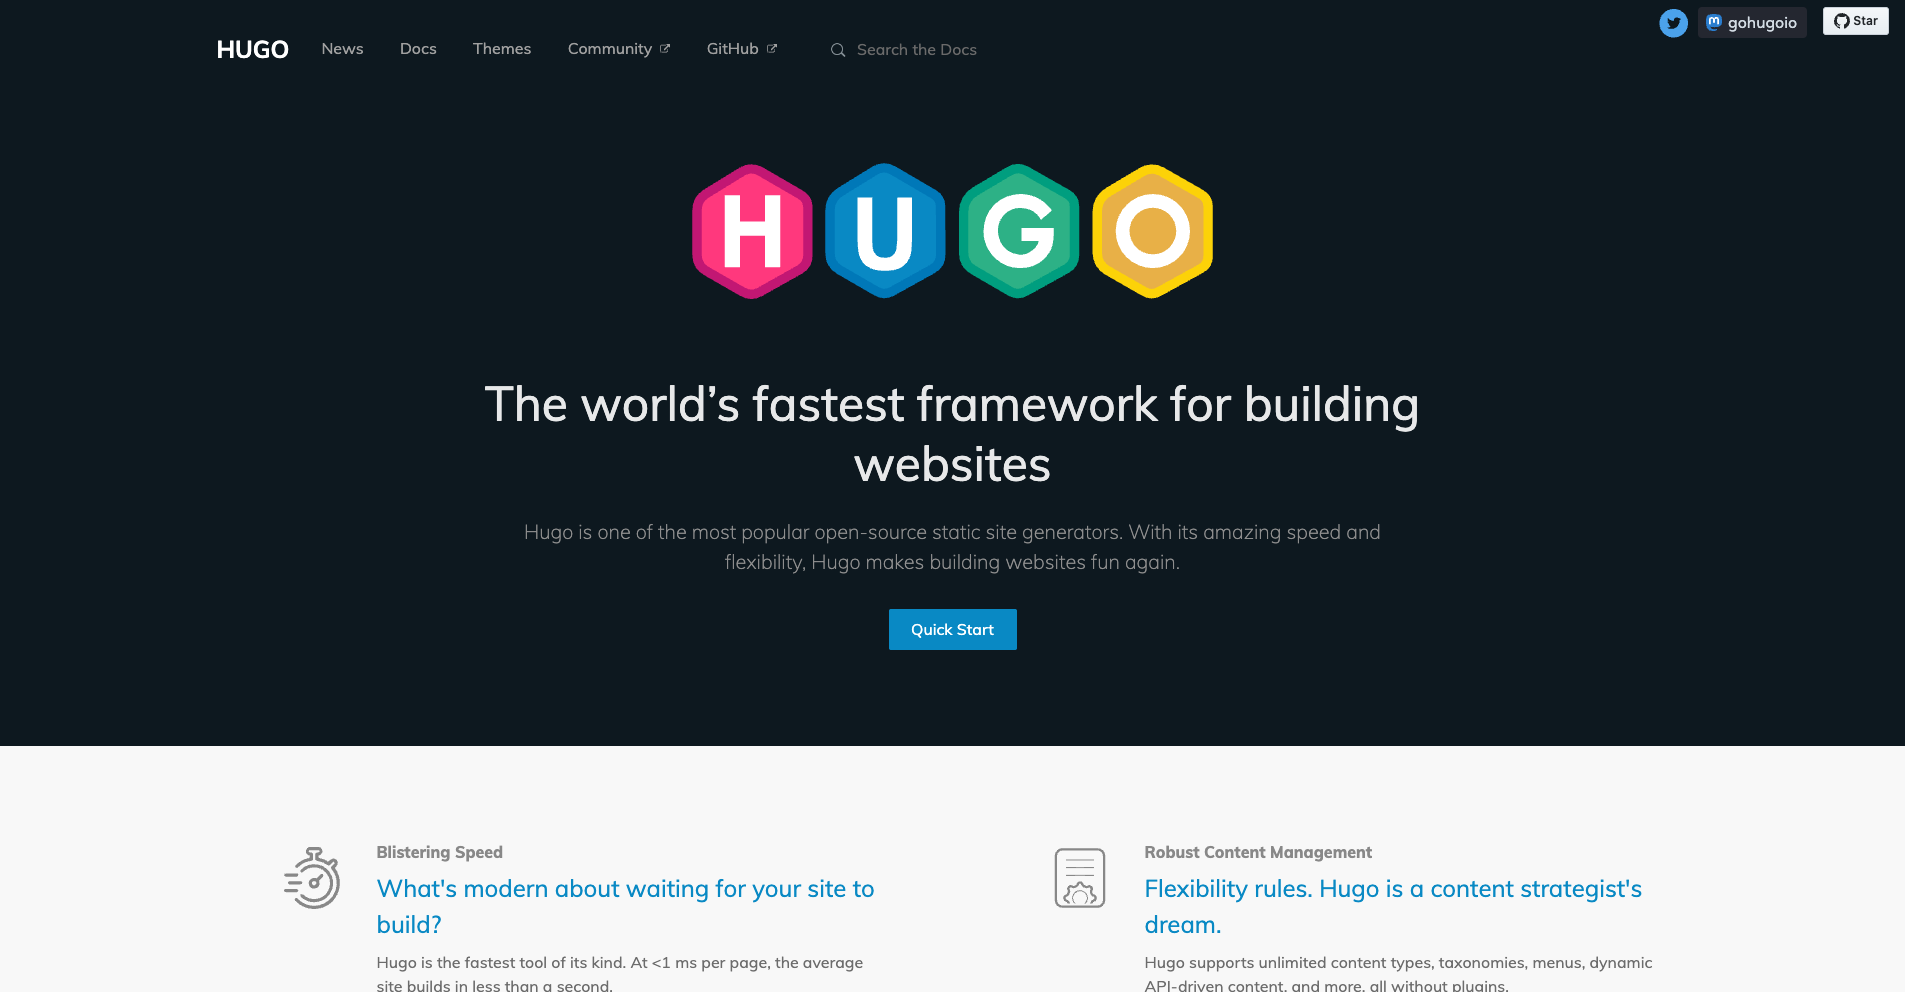 HUGO News Docs Themes Community GitHub Search the Docs gohugoio Star
HUGO
The world’s fastest framework for building
websites
Hugo is one of the most popular open-source static site generators. With its amazing speed and
flexibility, Hugo makes building websites fun again.
Quick Start
Blistering Speed
What's modern about waiting for your site to
build?
Hugo is the fastest tool of its kind. At <1 ms per page, the average
site builds in less than a second.
Robust Content Management
Flexibility rules. Hugo is a content strategist's
dream.
Hugo supports unlimited content types, taxonomies, menus, dynamic
API-driven content, and more, all without plugins.